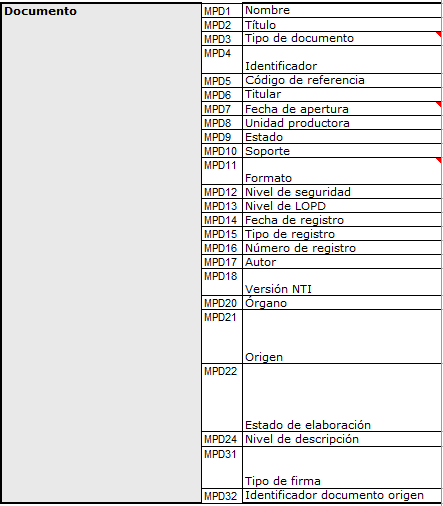 Documento MPD1 Nombre
MPD2 Título
MPD3 Tipo de documento
MPD4 Identificador
MPD5 Código de referencia
MPD6 Titular
MPD7 Fecha de apertura
MPD8 Unidad productora
MPD9 Estado
MPD10 Soporte
MPD11 Formato
MPD12 Nivel de seguridad
MPD13 Nivel de LOPD
MPD14 Fecha de registro
MPD15 Tipo de registro
MPD16 Número de registro
MPD17 Autor
MPD18 Versión NTI
MPD20 Órgano
MPD21 Origen
MPD22 Estado de elaboración
MPD24 Nivel de descripción
MPD31 Tipo de firma
MPD32 Identificador documento origen